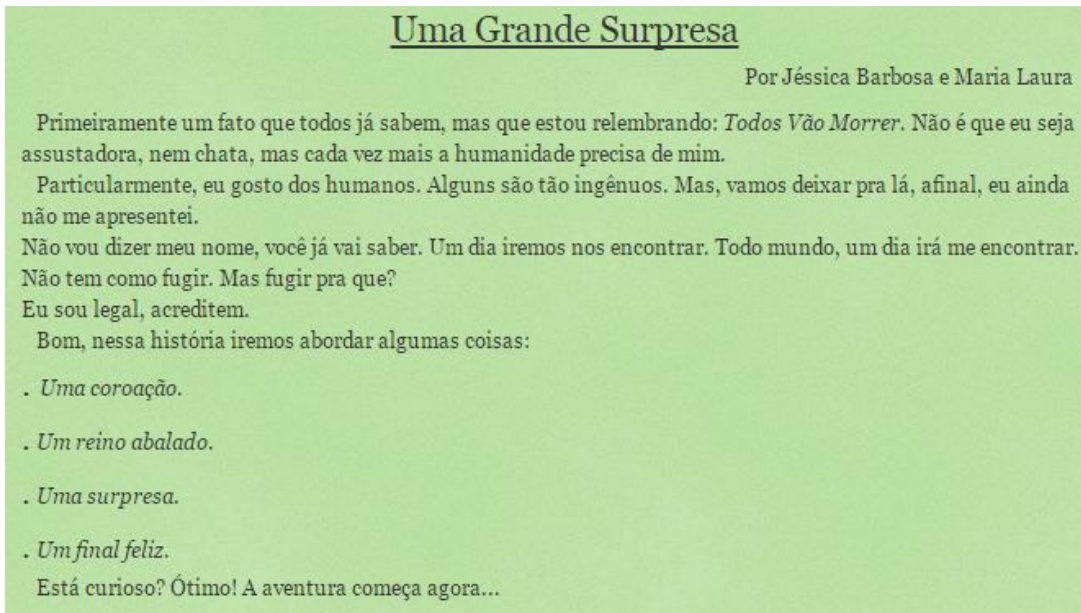 Uma Grande Surpresa
Por Jéssica Barbosa e Maria Laura
Primeiramente um fato que todos já sabem, mas que estou relembrando: Todos Vão Morrer. Não é que eu seja
assustadora, nem chata, mas cada vez mais a humanidade precisa de mim.
Particularmente, eu gosto dos humanos. Alguns são tão ingênuos. Mas, vamos deixar pra lá, afinal, eu ainda
não me apresentei.
Não vou dizer meu nome, você já vai saber. Um dia iremos nos encontrar. Todo mundo, um dia irá me encontrar.
Não tem como fugir. Mas fugir pra que?
Eu sou legal, acreditem.
Bom, nessa história iremos abordar algumas coisas:
. Uma coroação.
. Um reino abalado.
. Uma surpresa.
. Um final feliz.
Está curioso? Ótimo! A aventura começa agora...